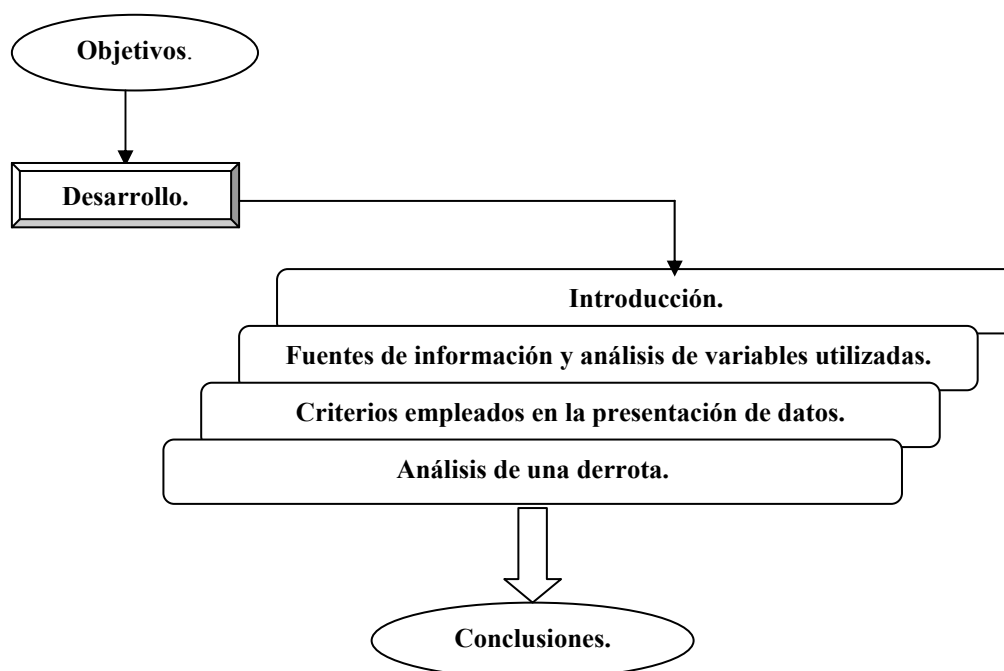 Objetivos.
Desarrollo.
Introducción.
Fuentes de información y análisis de variables utilizadas.
Criterios empleados en la presentación de datos.
Análisis de una derrota.
Conclusiones.